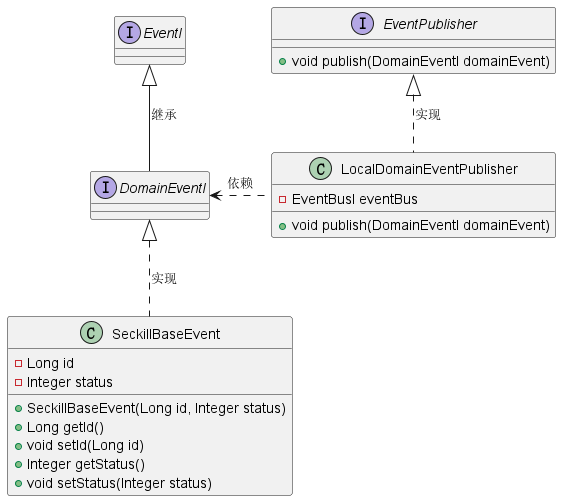 I EventI
I EventPublisher
void publish(DomainEventI domainEvent)
继承
实现
I DomainEventI
依赖
C LocalDomainEventPublisher
EventBusI eventBus
void publish(DomainEventI domainEvent)
实现
C SeckillBaseEvent
Long id
Integer status
SeckillBaseEvent(Long id, Integer status)
Long getId()
void setId(Long id)
Integer getStatus()
void setStatus(Integer status)